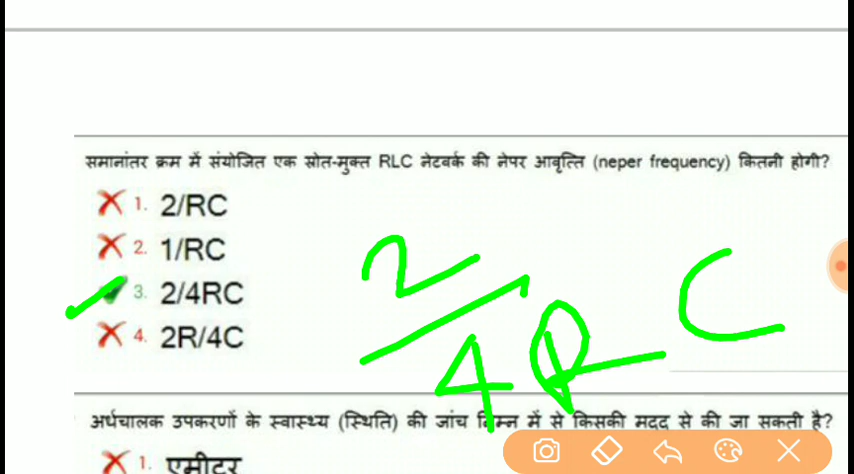 समानांतर क्रम में संयोजित एक स्रोत-मुक्त RLC नेटवर्क की नेपर आवृत्ति (neper frequency) कितनी होगी?
1. 2/RC
2. 1/RC
3. 2/4RC
4. 2R/4C
2/4RC
अर्धचालक उपकरणों के स्वास्थ्य (स्थिति) की जांच निम्न में से किसकी मदद से की जा सकती है?
1. एमीटर